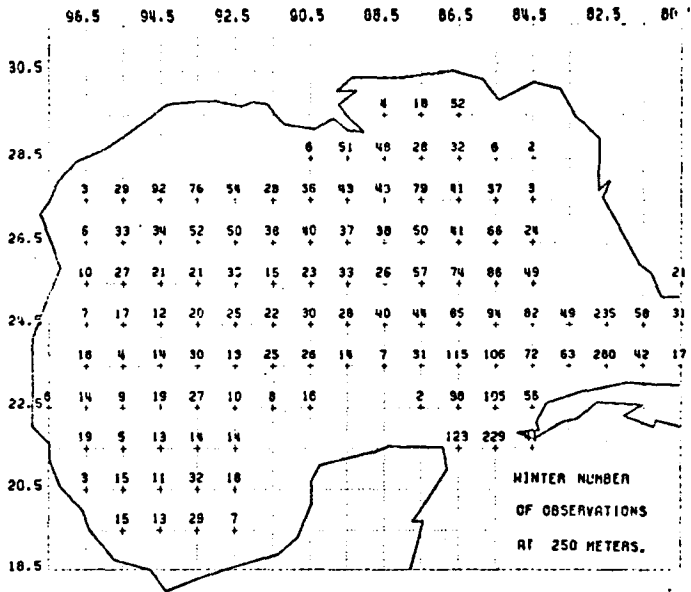 96.5 94.5 92.5 90.5 88.5 86.5 84.5 82.5
30.5
4 18 52
28.5 6 51 48 28 32 6 2
3 29 92 76 54 28 36 43 79 41 37 3
26.5 6 33 34 52 50 38 40 37 38 50 41 66 24
10 27 21 21 15 23 33 26 57 74 86 49 21
24.5 7 17 12 20 25 22 30 28 40 44 85 94 82 49 235 58 31
18 4 14 30 13 25 26 14 7 31 115 106 72 63 280 42 17
22.5 14 9 19 27 10 8 16 2 98 195 56
19 5 13 14 14 123 229
20.5 3 15 11 32 18 WINTER NUMBER
15 13 29 7 OF OBSERVATIONS
18.5 AT 250 METERS.